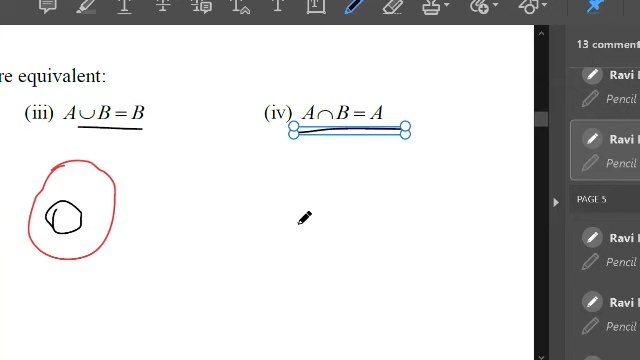 13 comment
re equivalent:
Ravi
Pencil
(iii) A ∪ B = B (iv) A ∩ B = A
Ravi
Pencil
PAGE 5
Ravi
Pencil
Ravi
Pencil